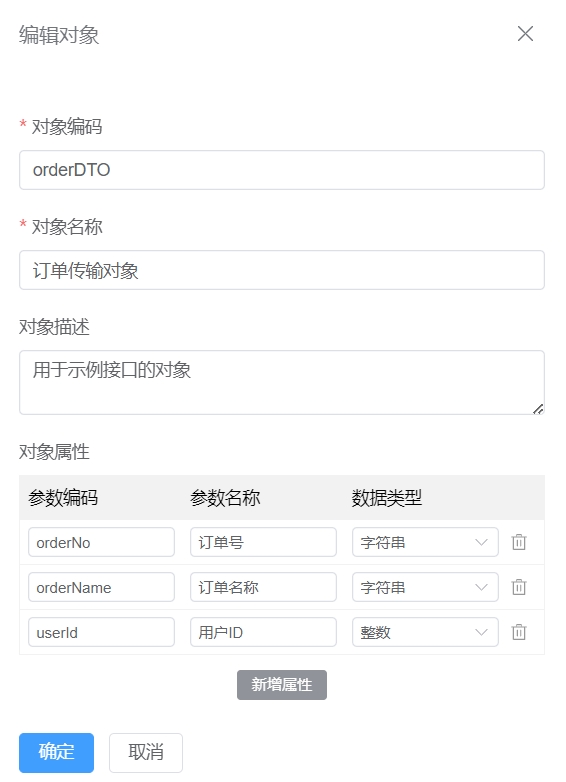 编辑对象
* 对象编码
orderDTO
* 对象名称
订单传输对象
对象描述
用于示例接口的对象
对象属性
参数编码 参数名称 数据类型
orderNo 订单号 字符串
orderName 订单名称 字符串
userId 用户ID 整数
新增属性
确定 取消